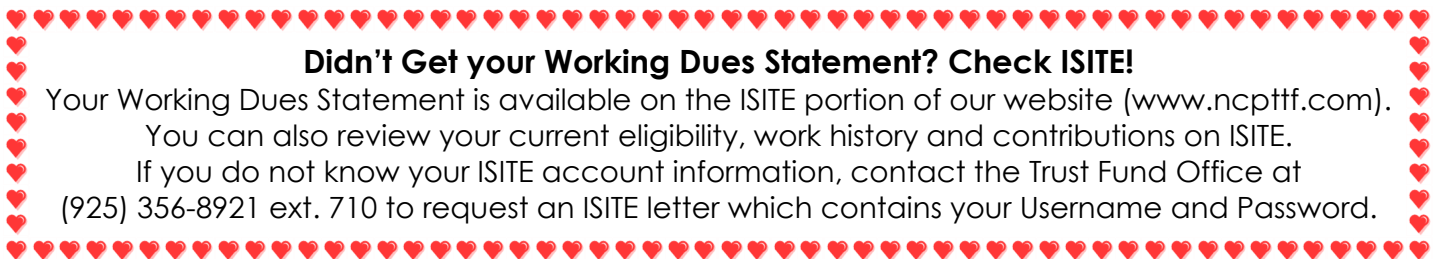 Didn't Get your Working Dues Statement? Check ISITE!
Your Working Dues Statement is available on the ISITE portion of our website (www.ncpttf.com).
You can also review your current eligibility, work history and contributions on ISITE.
If you do not know your ISITE account information, contact the Trust Fund Office at
(925) 356-8921 ext. 710 to request an ISITE letter which contains your Username and Password.